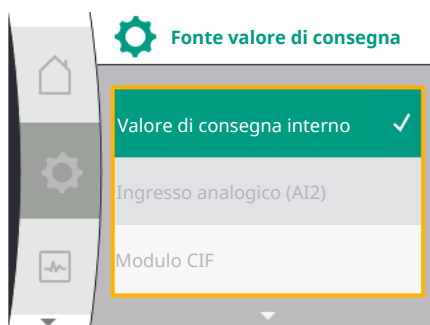 Fonte valore di consegna
Valore di consegna interno
Ingresso analogico (AI2)
Modulo CIF